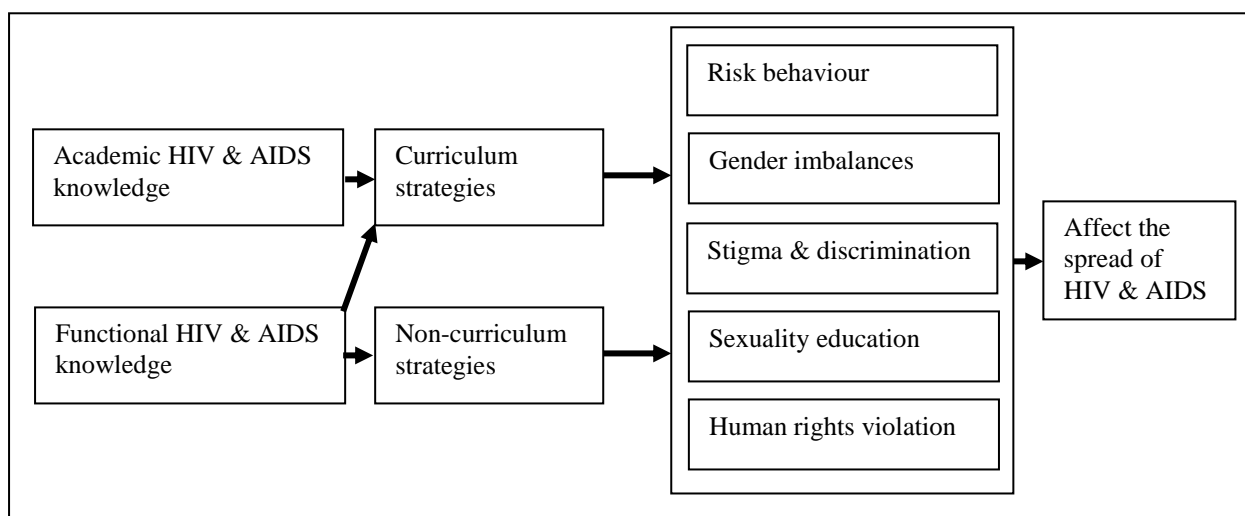 Academic HIV & AIDS
knowledge
Functional HIV & AIDS
knowledge
Curriculum
strategies
Non-curriculum
strategies
Risk behaviour
Gender imbalances
Stigma & discrimination
Sexuality education
Human rights violation
Affect the
spread of
HIV & AIDS